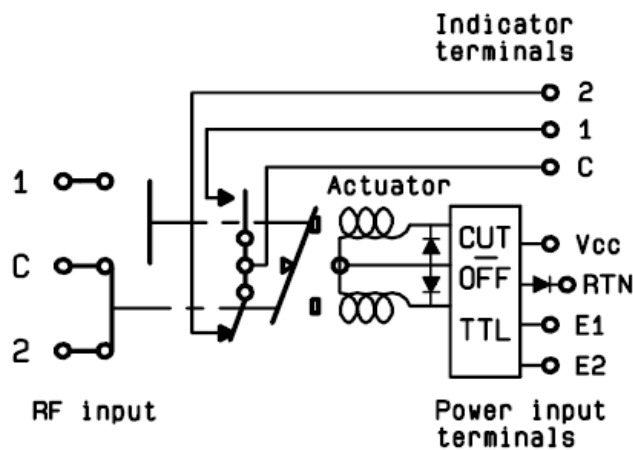 Indicator
terminals
2
1
C
1
Actuator
C
2
CUT
OFF
TTL
Vcc
RTN
E1
E2
RF input
Power input
terminals